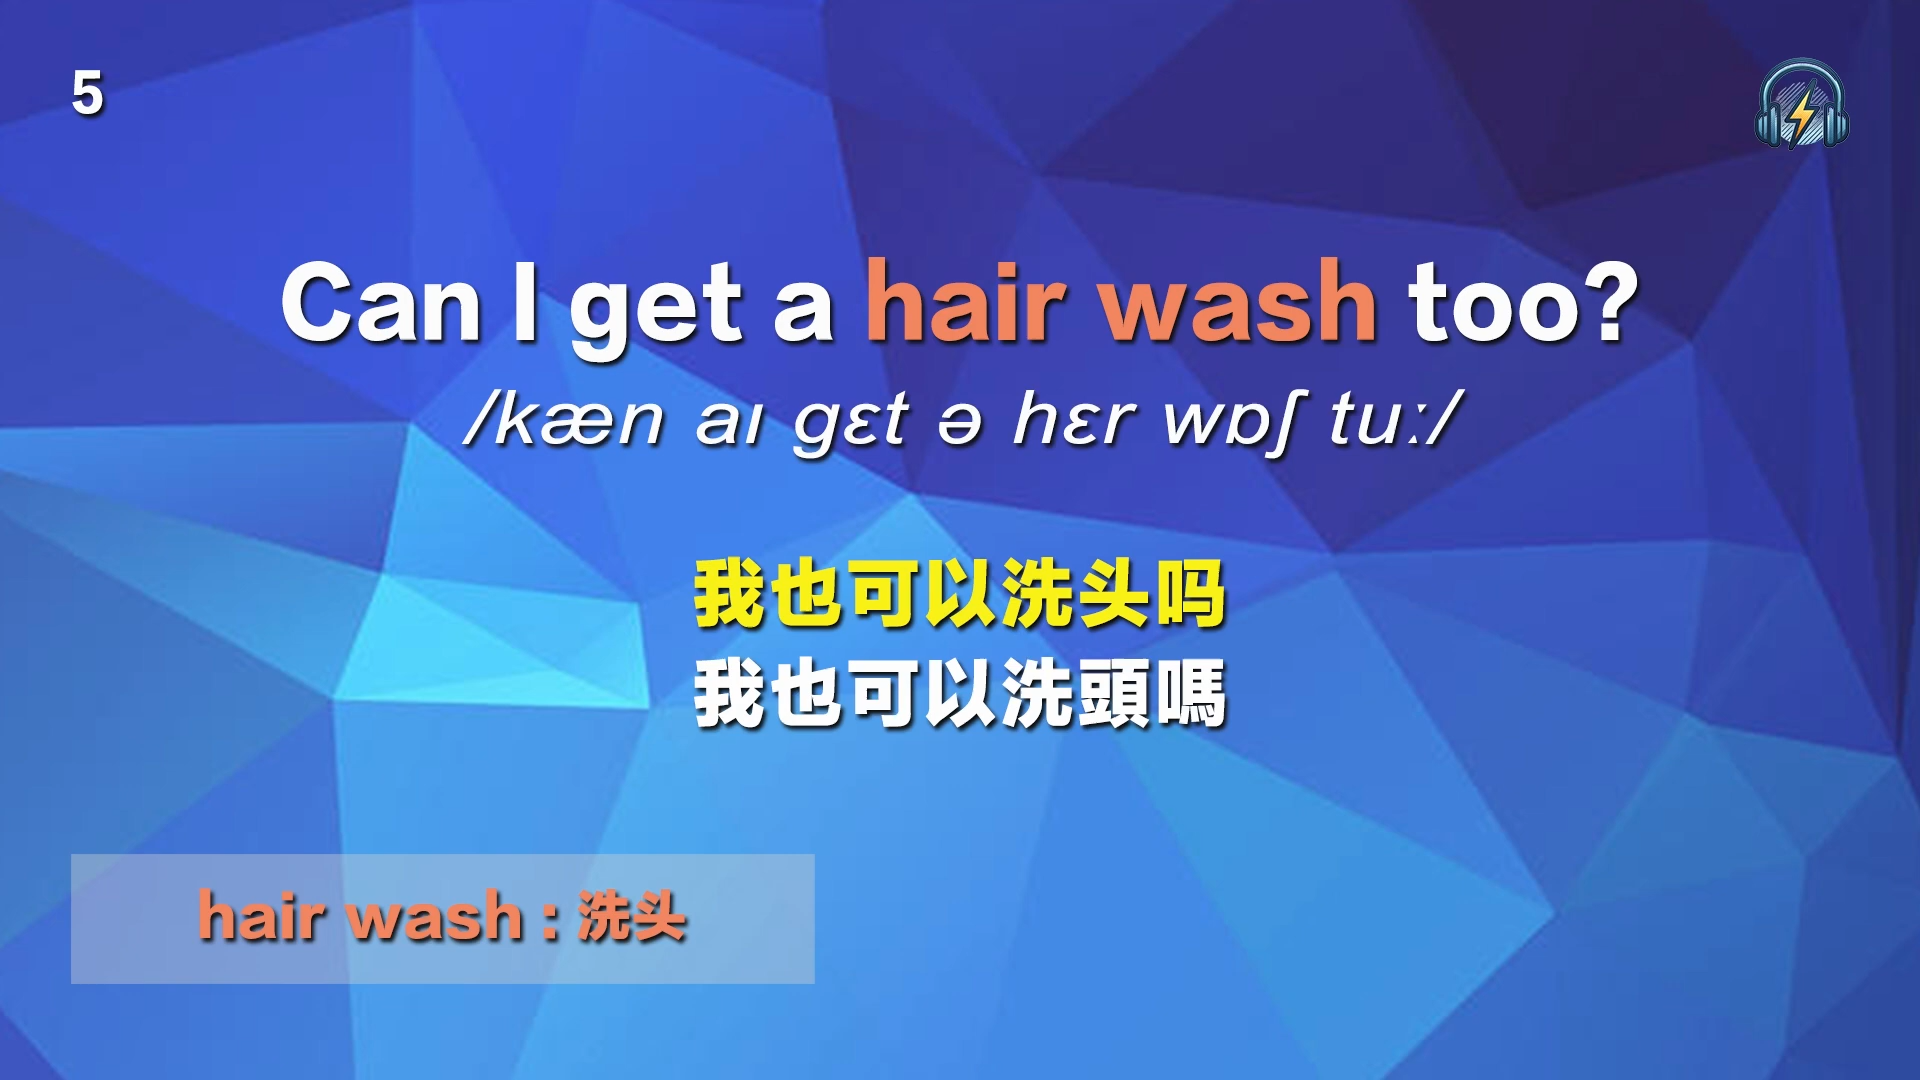 5
Can I get a hair wash too?
/kæn aɪ gɛt ə hɛr wɒʃ tuː/
我也可以洗头吗
我也可以洗頭嗎
hair wash : 洗头